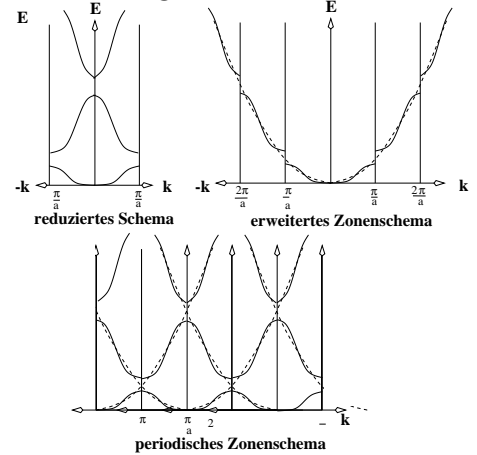 E E
E
-k π/a π/a k
reduziertes Schema
-k 2π/a π/a π/a 2π/a k
erweitertes Zonenschema
π π/a 2 – k
periodisches Zonenschema